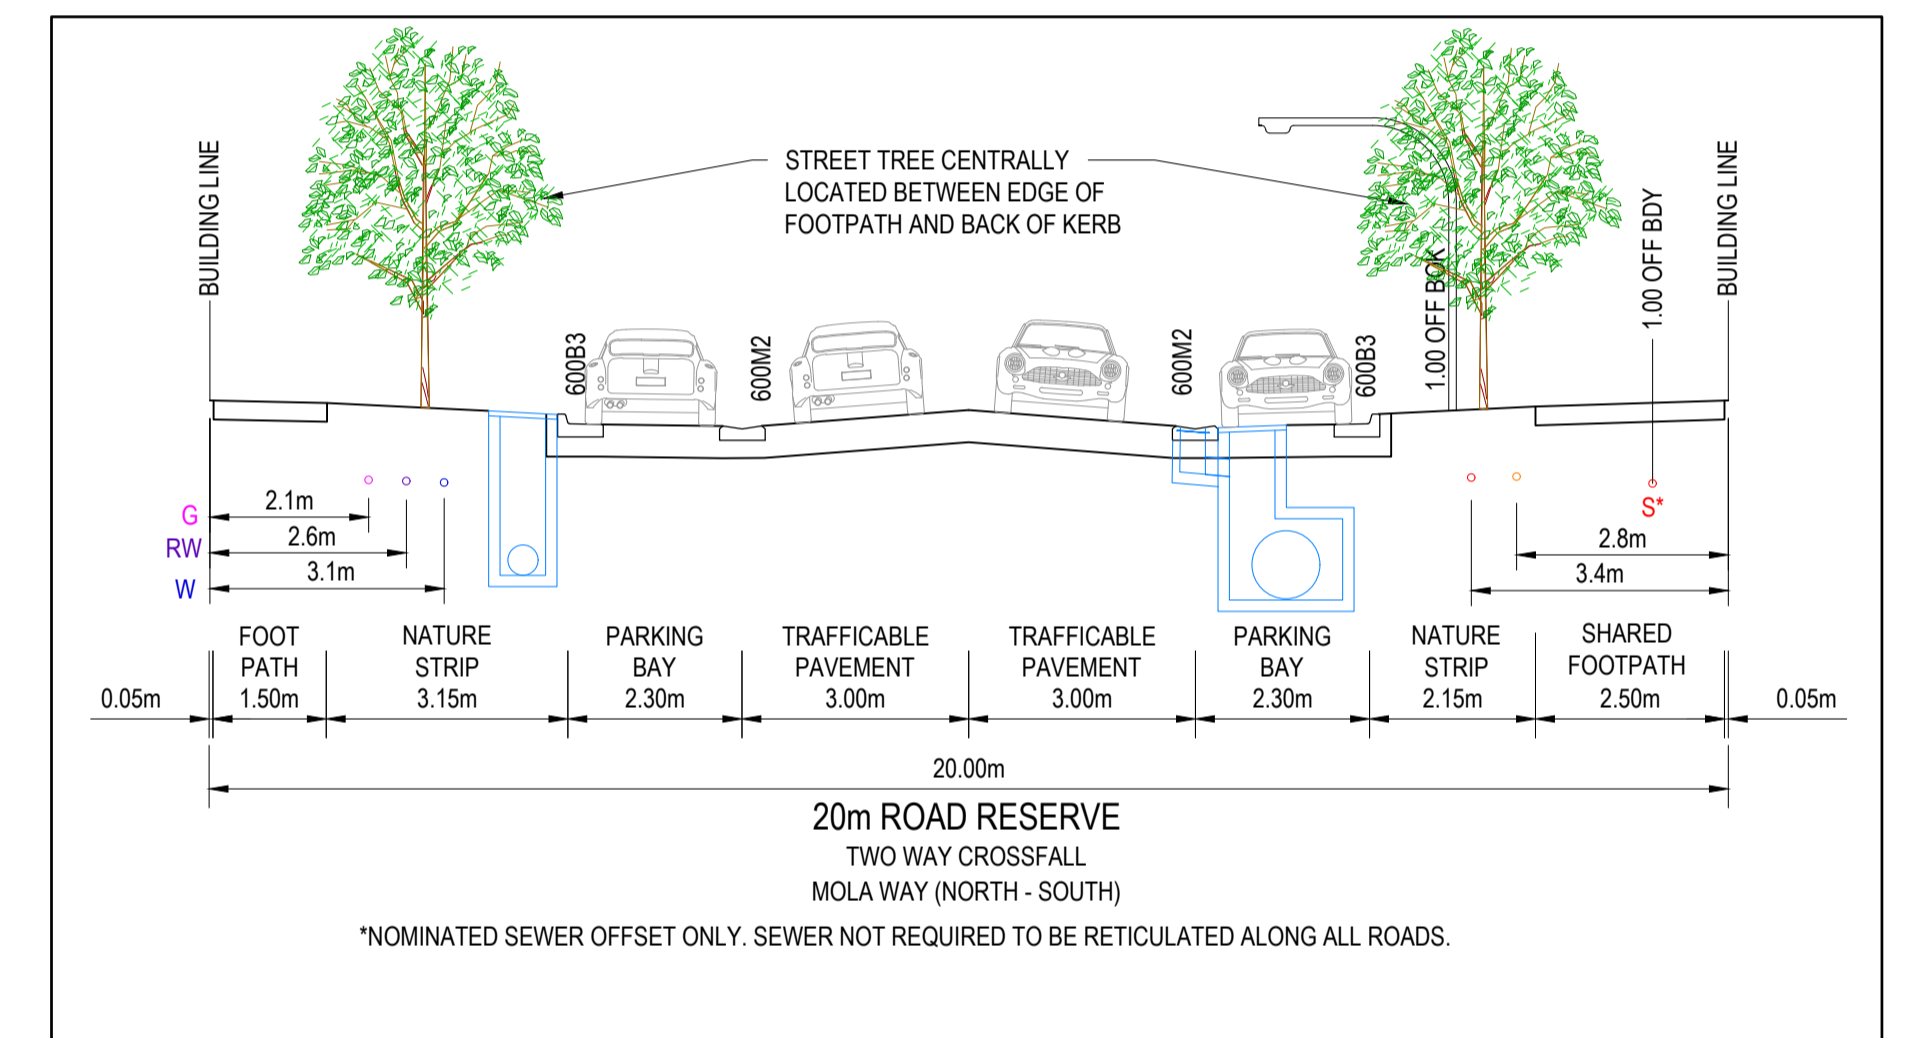 STREET TREE CENTRALLY
LOCATED BETWEEN EDGE OF
FOOTPATH AND BACK OF KERB
BUILDING LINE
600B3
600M2
600M2
600B3
1.00 OFF BOK
1.00 OFF BDY
BUILDING LINE
G
2.1m
RW
2.6m
W
3.1m
S*
2.8m
3.4m
FOOT
PATH
1.50m
NATURE
STRIP
3.15m
PARKING
BAY
2.30m
TRAFFICABLE
PAVEMENT
3.00m
TRAFFICABLE
PAVEMENT
3.00m
PARKING
BAY
2.30m
NATURE
STRIP
2.15m
SHARED
FOOTPATH
2.50m
0.05m
0.05m
20.00m
20m ROAD RESERVE
TWO WAY CROSSFALL
MOLA WAY (NORTH - SOUTH)
*NOMINATED SEWER OFFSET ONLY. SEWER NOT REQUIRED TO BE RETICULATED ALONG ALL ROADS.